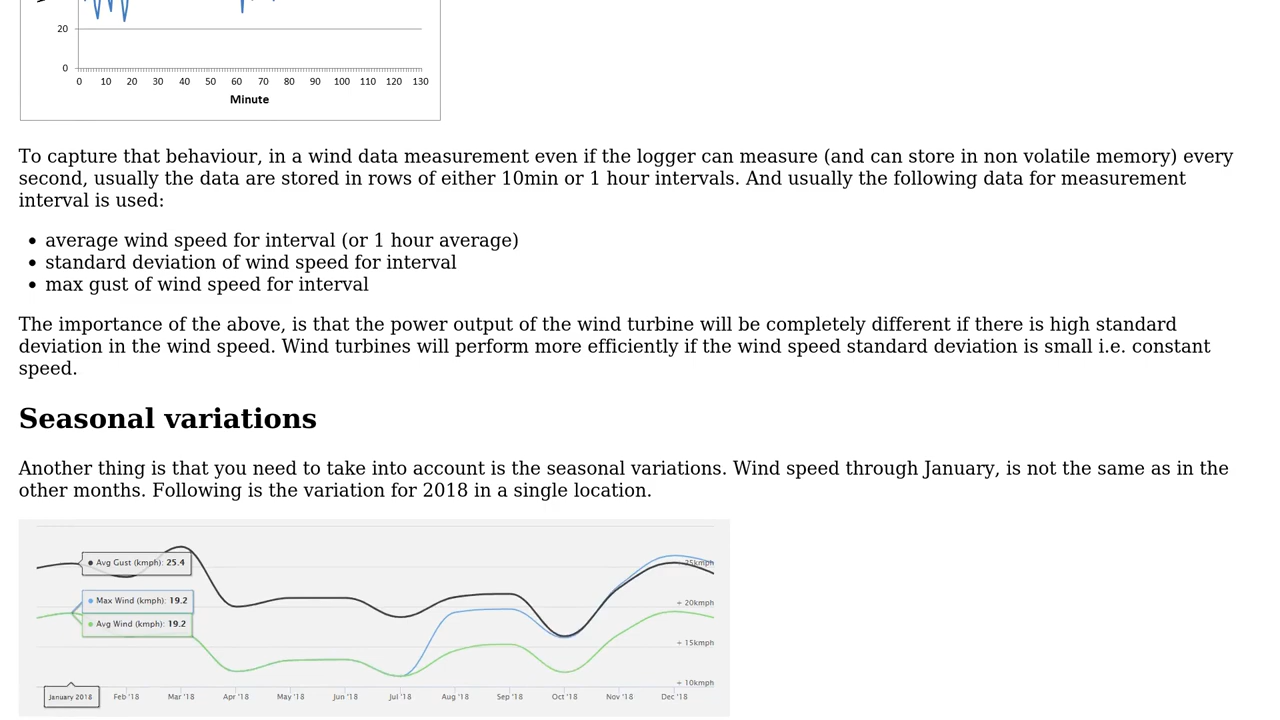 20
0
0 10 20 30 40 50 60 70 80 90 100 110 120 130
Minute
To capture that behaviour, in a wind data measurement even if the logger can measure (and can store in non volatile memory) every
second, usually the data are stored in rows of either 10min or 1 hour intervals. And usually the following data for measurement
interval is used:
• average wind speed for interval (or 1 hour average)
• standard deviation of wind speed for interval
• max gust of wind speed for interval
The importance of the above, is that the power output of the wind turbine will be completely different if there is high standard
deviation in the wind speed. Wind turbines will perform more efficiently if the wind speed standard deviation is small i.e. constant
speed.
Seasonal variations
Another thing is that you need to take into account is the seasonal variations. Wind speed through January, is not the same as in the
other months. Following is the variation for 2018 in a single location.
Avg Gust (kmph): 25.4
25kmph
Max Wind (kmph): 19.2
+ 20kmph
Avg Wind (kmph): 19.2
+ 15kmph
+ 10kmph
January 2018 Feb '18 Mar '18 Apr '18 May '18 Jun '18 Jul '18 Aug '18 Sep '18 Oct '18 Nov '18 Dec '18